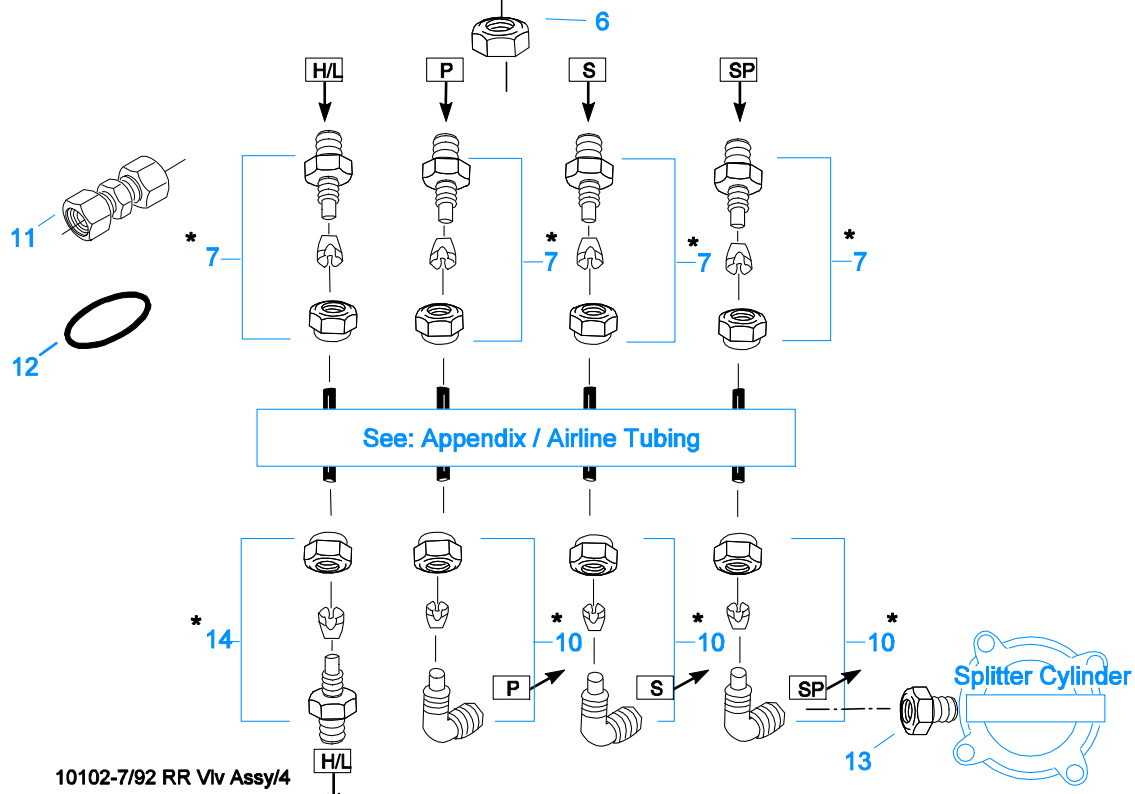 6
H/L
P
S
SP
11
* 7
* 7
* 7
* 7
12
See: Appendix / Airline Tubing
* 14
* 10
* 10
* 10
P
S
SP
Splitter Cylinder
13
H/L
10102-7/92 RR Vlv Assy/4